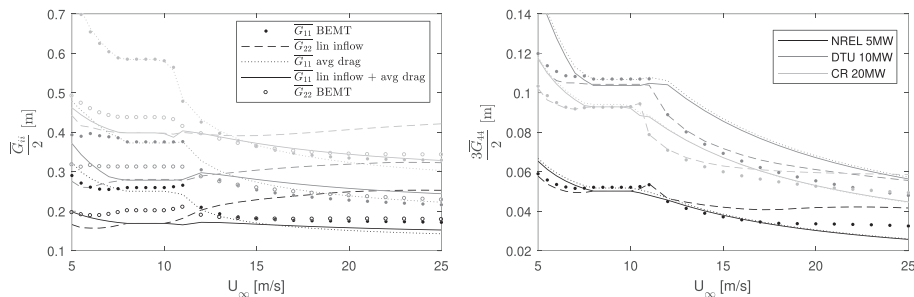 0.7
0.6
0.5
0.4
0.3
0.2
0.1
G̅ii/2 [m]
5 10 15 20 25
U∞ [m/s]
G̅11 BEMT
G̅22 lin inflow
G̅11 avg drag
G̅11 lin inflow + avg drag
G̅22 BEMT
0.14
0.12
0.1
0.08
0.06
0.04
0.02
3G̅44/2 [m]
5 10 15 20 25
U∞ [m/s]
NREL 5MW
DTU 10MW
CR 20MW